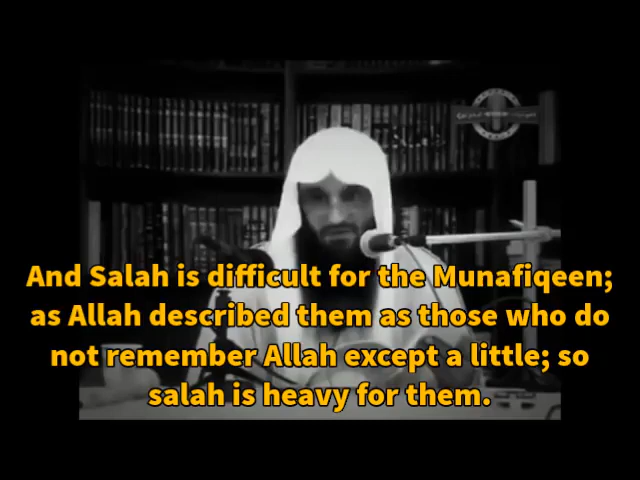 And Salah is difficult for the Munafiqeen;
as Allah described them as those who do
not remember Allah except a little; so
salah is heavy for them.